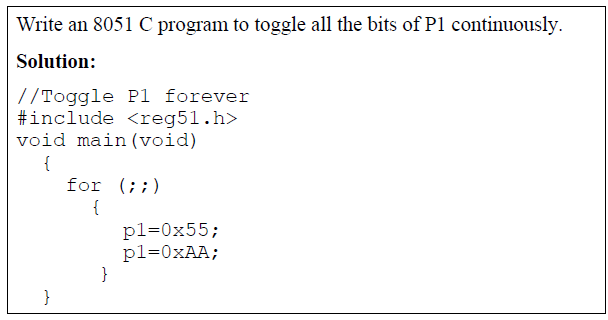 Write an 8051 C program to toggle all the bits of P1 continuously.
Solution:
//Toggle P1 forever
#include <reg51.h>
void main(void)
{
for (;;)
{
p1=0x55;
p1=0xAA;
}
}